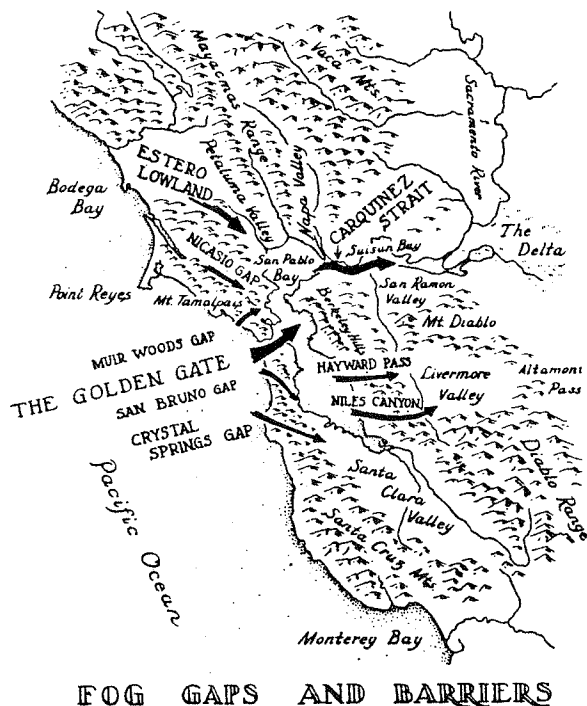 Mayacmas
Range
Vaca Mts.
Sacramento River
ESTERO
LOWLAND
Petaluma Valley
Napa Valley
CARQUINEZ
STRAIT
Bodega
Bay
NICASIO GAP
San Pablo
Bay
Suisun Bay
The
Delta
Point Reyes
Mt. Tamalpais
San Ramon
Valley
Berkeley Hills
Mt. Diablo
MUIR WOODS GAP
THE GOLDEN GATE
HAYWARD PASS
Livermore
Valley
Altamont
Pass
SAN BRUNO GAP
NILES CANYON
CRYSTAL
SPRINGS GAP
Diablo Range
Pacific Ocean
Santa
Clara
Valley
Santa Cruz Mts.
Monterey Bay
FOG GAPS AND BARRIERS